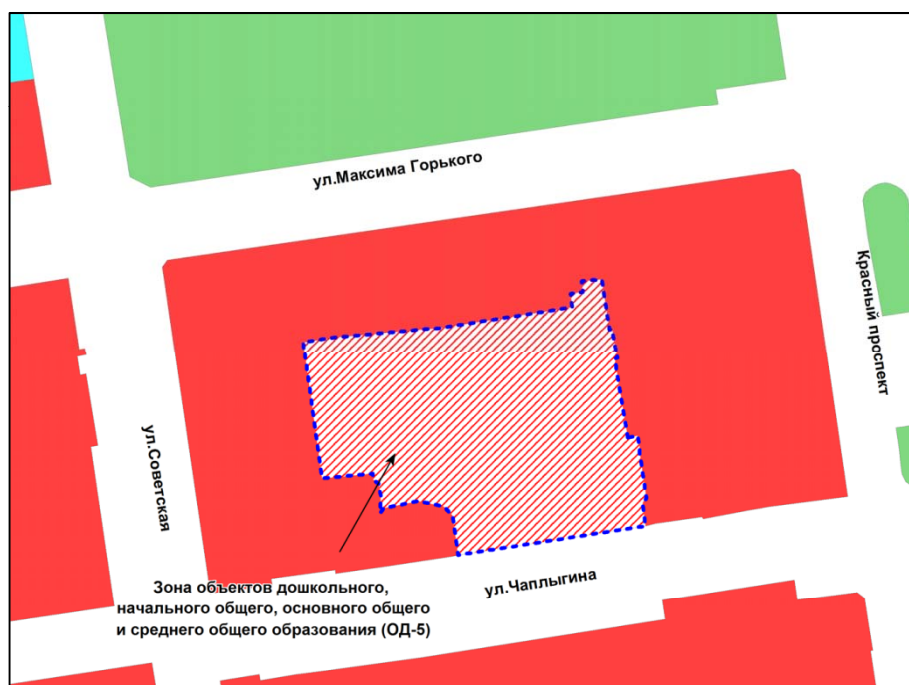 ул.Максима Горького
Красный проспект
ул.Советская
ул.Чаплыгина
Зона объектов дошкольного,
начального общего, основного общего
и среднего общего образования (ОД-5)